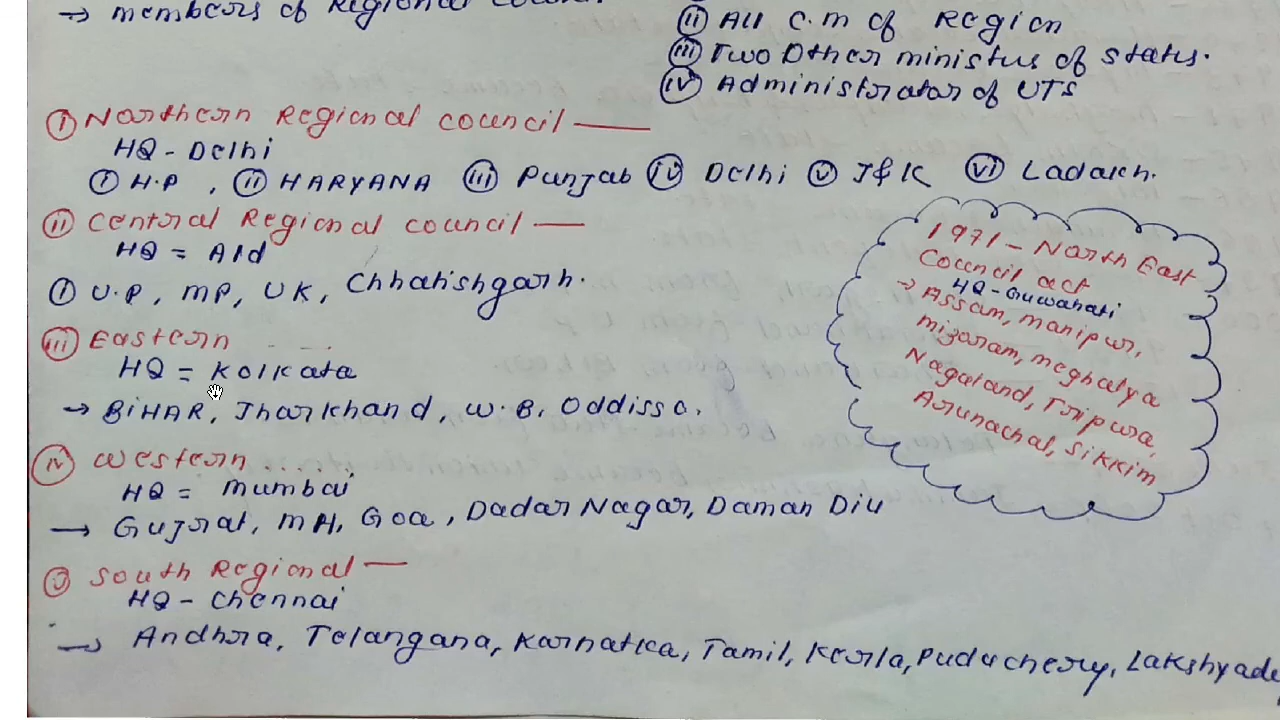 → members of Regional
(ii) All C.M of Region
(iii) Two Other ministers of states.
(iv) Administrator of UTS
(i) Northern Regional council —
HQ - Delhi
(i) H.P , (ii) HARYANA (iii) Punjab (iv) Delhi (v) J&K (vi) Ladakh.
(ii) Central Regional council —
HQ = Ald
(i) U.P, MP, UK, Chhatishgarh.
(iii) Eastern
HQ = Kolkata
→ BIHAR, Jharkhand, W.B, Oddissa.
(iv) Western ....
HQ = Mumbai
→ Gujrat, MH, Goa, Dadar Nagar, Daman Diu
(v) South Regional —
HQ - Chennai
→ Andhra, Telangana, Karnatica, Tamil, Kerla, Puducherry, Lakshyade
1971 - North East
Council act
HQ - Guwahati
→ Assam, manipur,
mizoram, meghalya
Nagaland, Tripura,
Arunachal, Sikkim